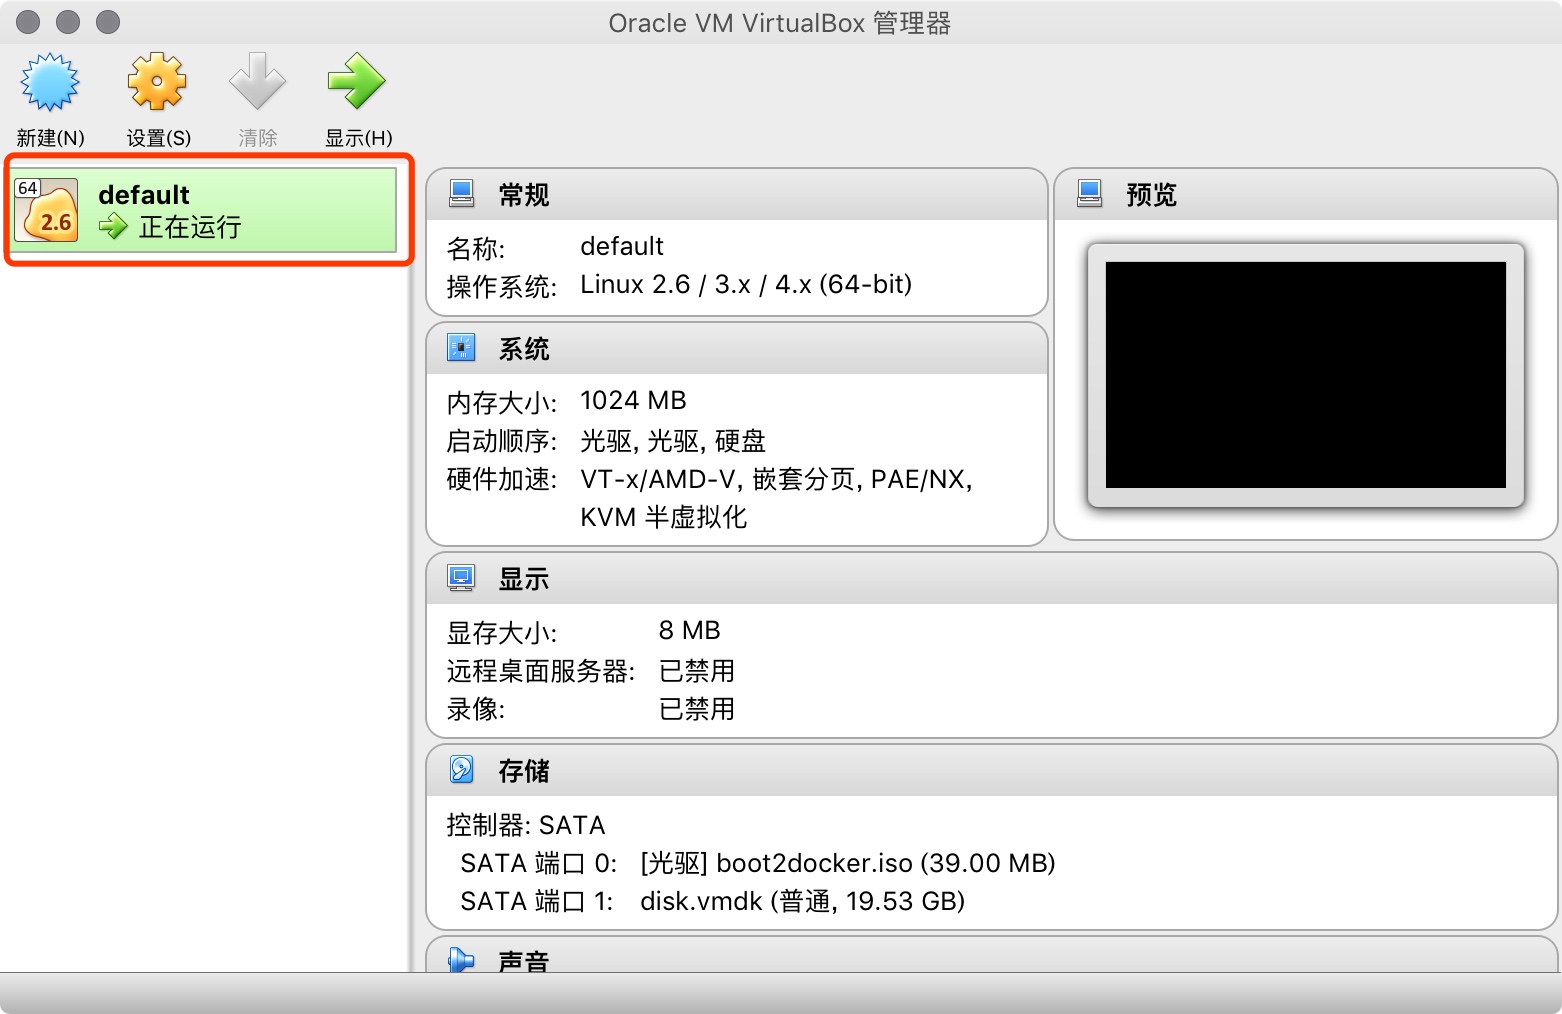 Oracle VM VirtualBox 管理器
新建(N) 设置(S) 清除 显示(H)
64
2.6
default
正在运行
常规
名称: default
操作系统: Linux 2.6 / 3.x / 4.x (64-bit)
系统
内存大小: 1024 MB
启动顺序: 光驱, 光驱, 硬盘
硬件加速: VT-x/AMD-V, 嵌套分页, PAE/NX,
KVM 半虚拟化
预览
显示
显存大小: 8 MB
远程桌面服务器: 已禁用
录像: 已禁用
存储
控制器: SATA
SATA 端口 0: [光驱] boot2docker.iso (39.00 MB)
SATA 端口 1: disk.vmdk (普通, 19.53 GB)
声音